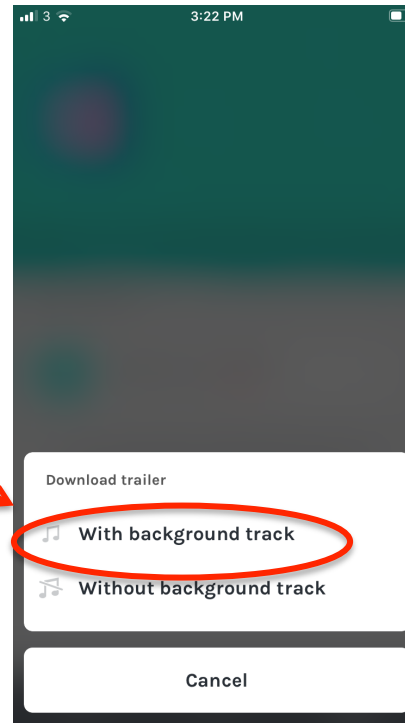 3 3:22 PM
Download trailer
With background track
Without background track
Cancel